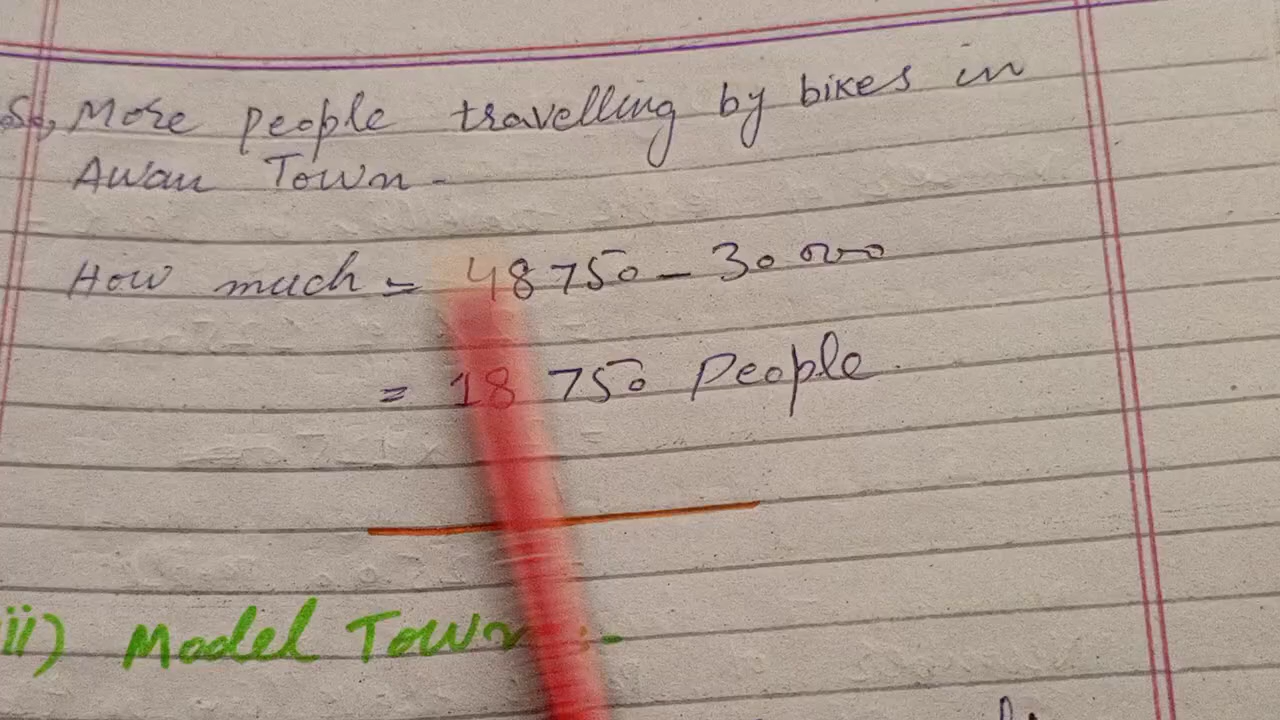 So, More people travelling by bikes in
Awan Town -
How much = 48750 - 30000
= 18750 People.
ii) Model Town :-